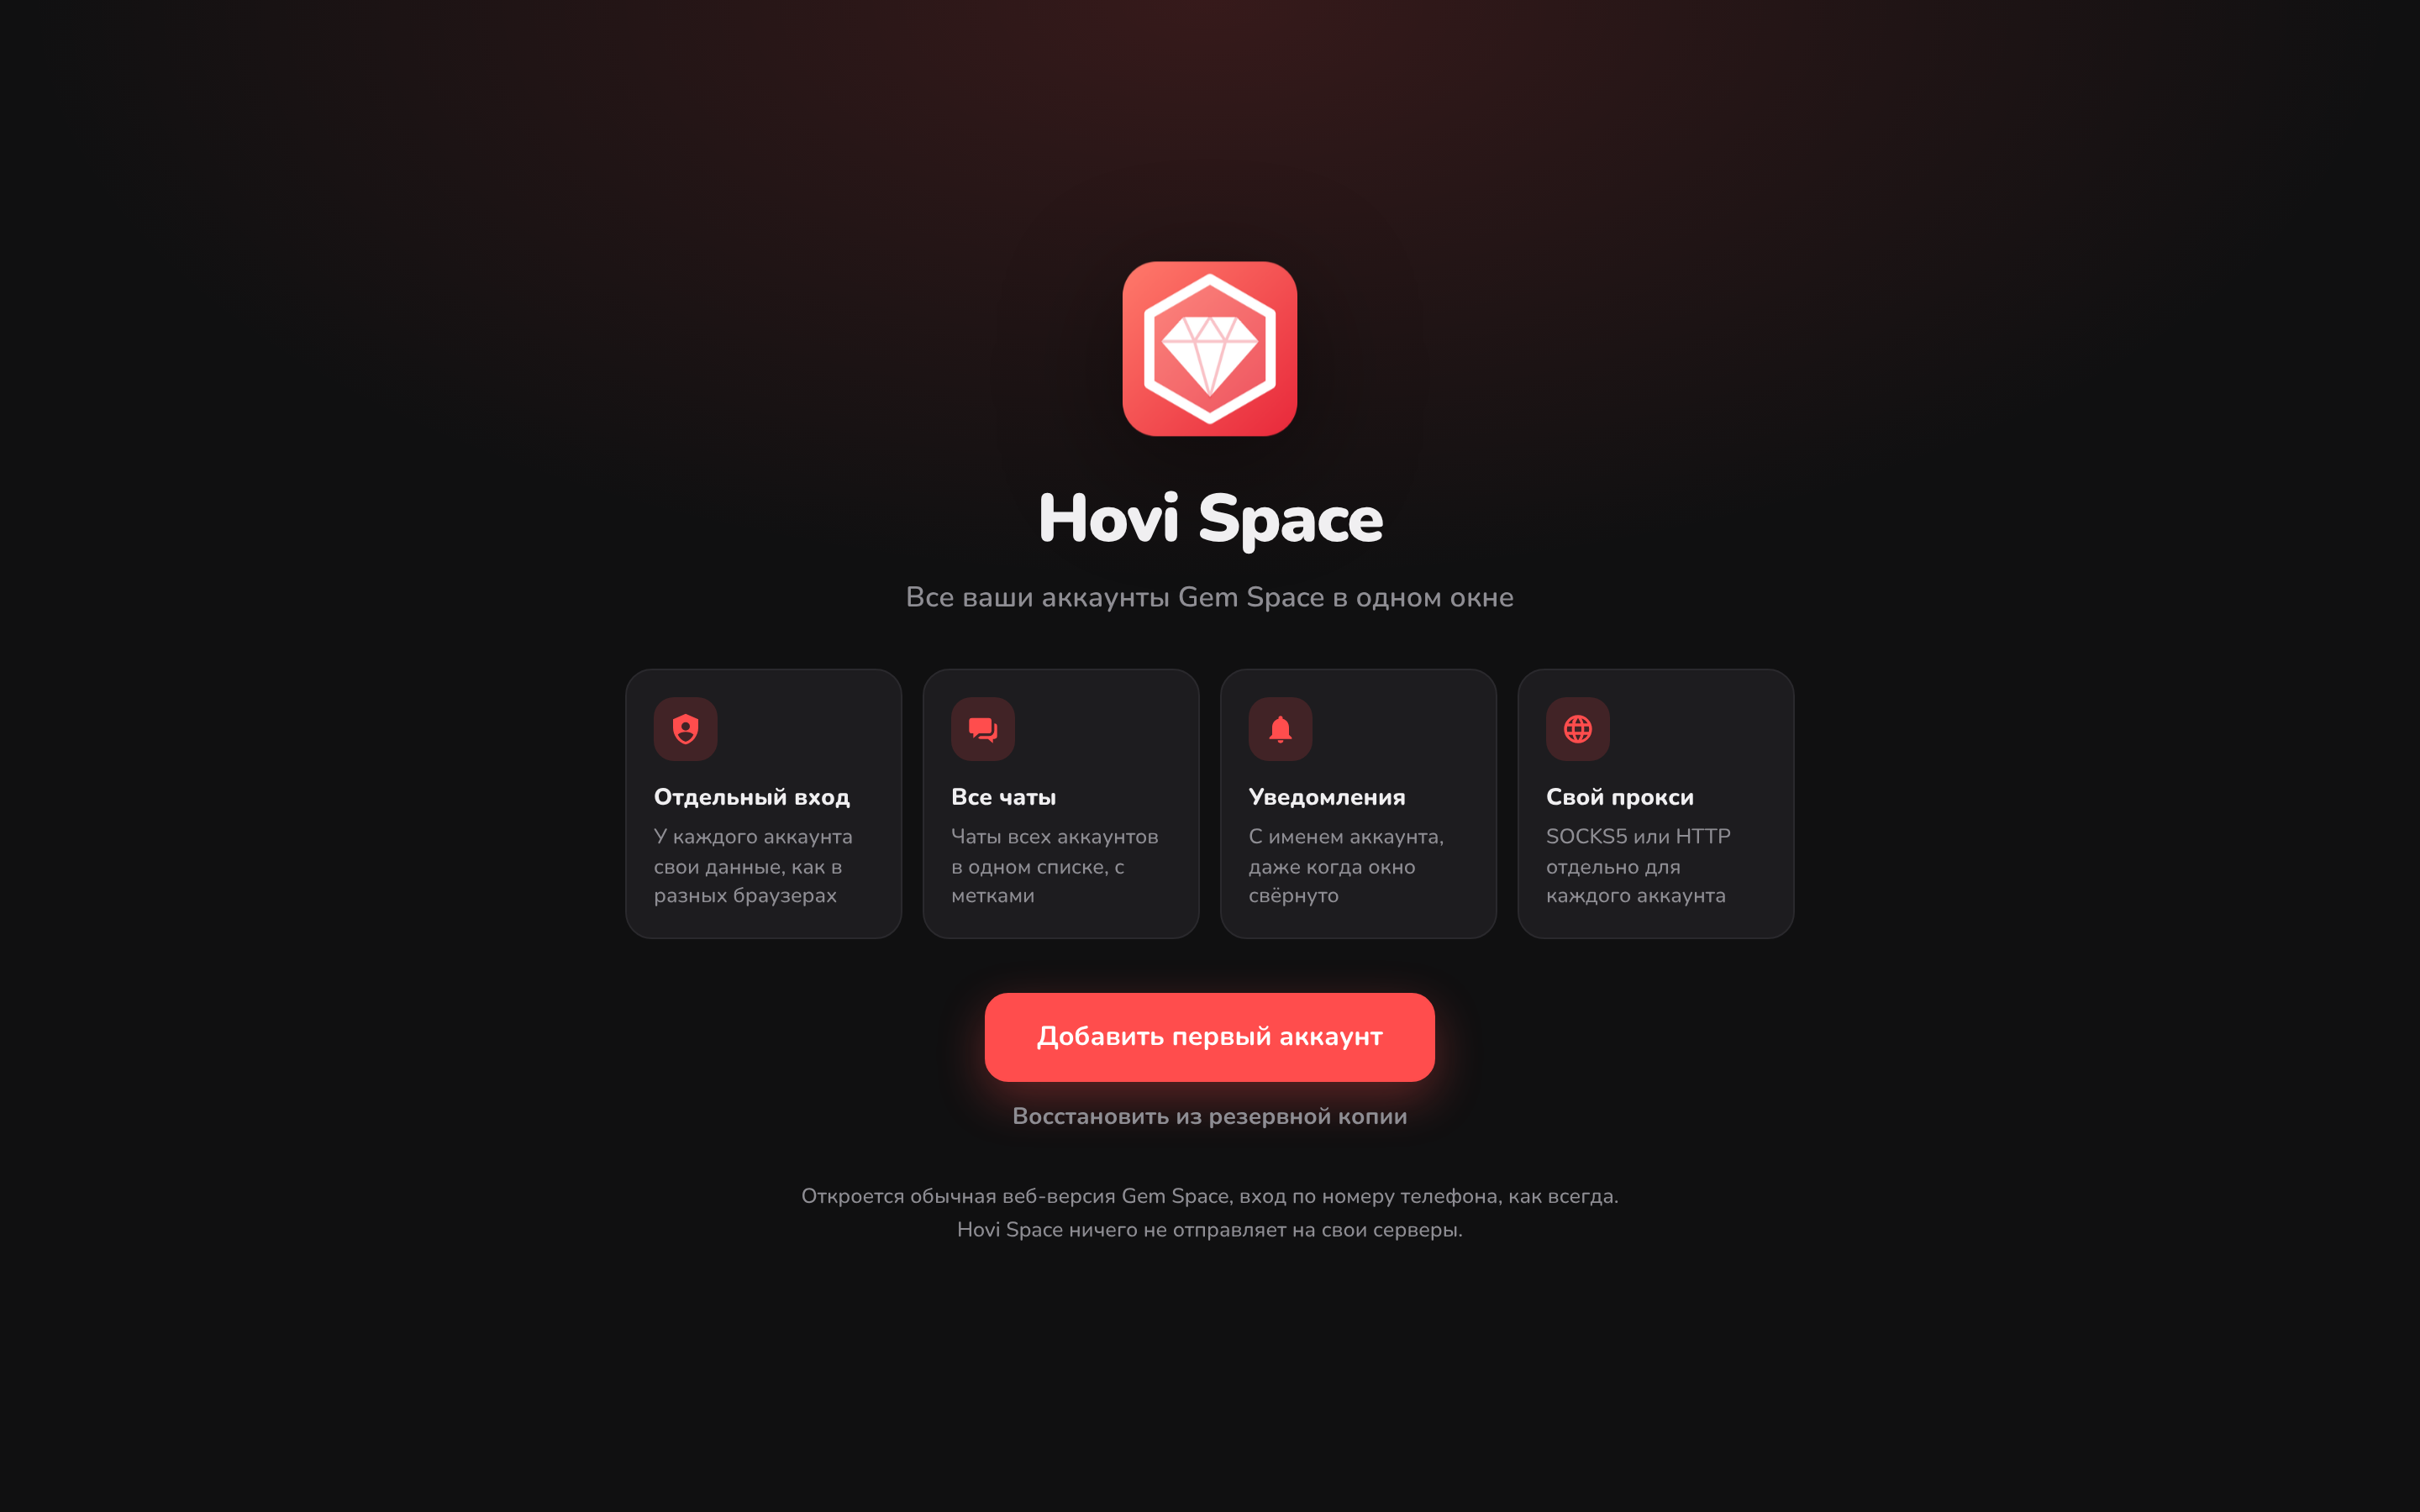 Hovi Space
Все ваши аккаунты Gem Space в одном окне
Отдельный вход
У каждого аккаунта
свои данные, как в
разных браузерах
Все чаты
Чаты всех аккаунтов
в одном списке, с
метками
Уведомления
С именем аккаунта,
даже когда окно
свёрнуто
Свой прокси
SOCKS5 или HTTP
отдельно для
каждого аккаунта
Добавить первый аккаунт
Восстановить из резервной копии
Откроется обычная веб-версия Gem Space, вход по номеру телефона, как всегда.
Hovi Space ничего не отправляет на свои серверы.